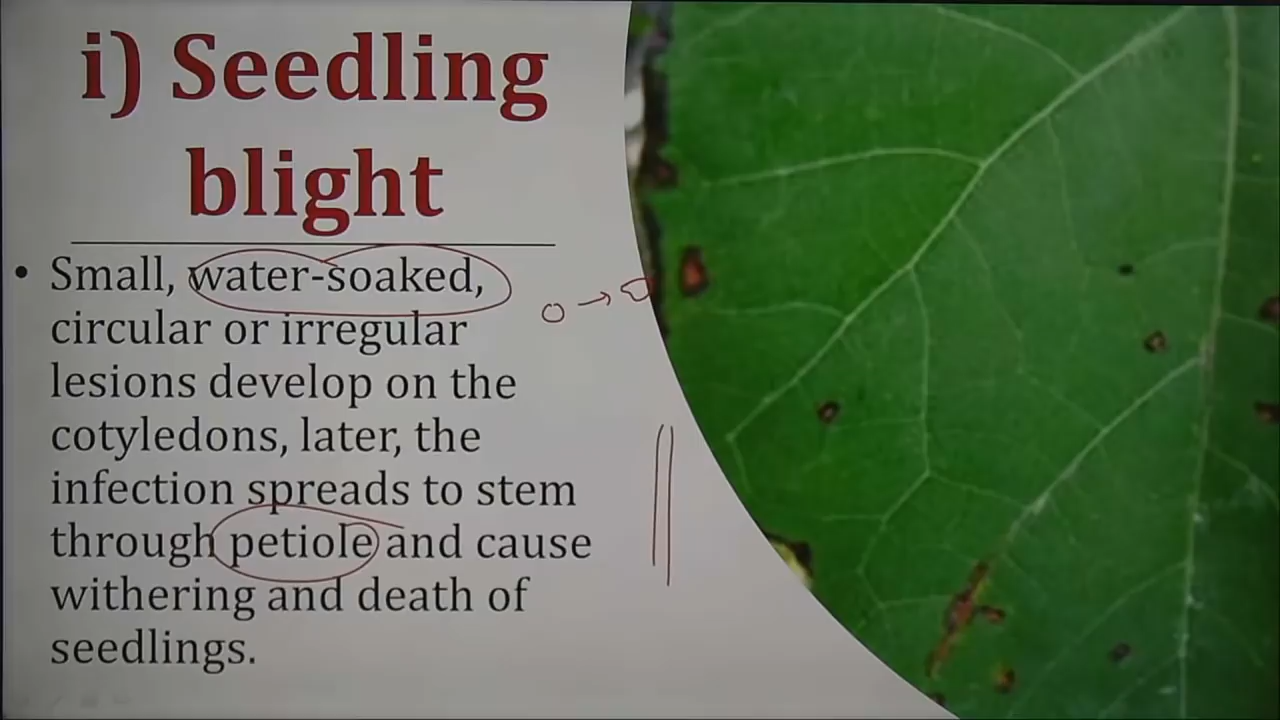 i) Seedling
blight
• Small, water-soaked,
circular or irregular
lesions develop on the
cotyledons, later, the
infection spreads to stem
through petiole and cause
withering and death of
seedlings.